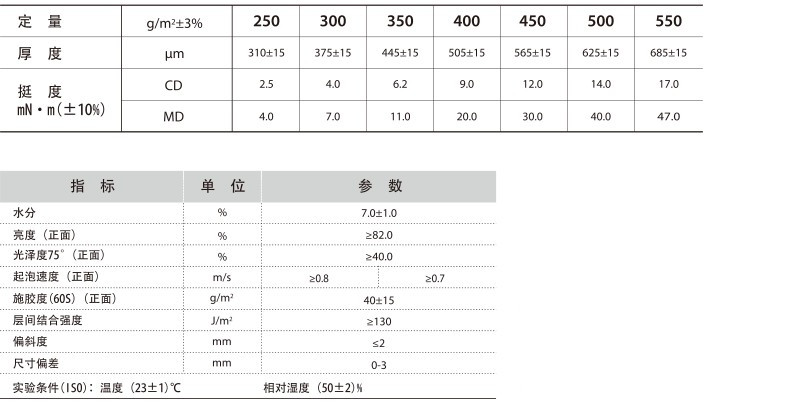 定 量 g/m²±3% 250 300 350 400 450 500 550
厚 度 μm 310±15 375±15 445±15 505±15 565±15 625±15 685±15
挺 度 mN·m(±10%) CD 2.5 4.0 6.2 9.0 12.0 14.0 17.0
MD 4.0 7.0 11.0 20.0 30.0 40.0 47.0
指 标 单 位 参 数
水分 % 7.0±1.0
亮度（正面） % ≥82.0
光泽度75°（正面） % ≥40.0
起泡速度（正面） m/s ≥0.8 ≥0.7
施胶度(60S)（正面） g/m² 40±15
层间结合强度 J/m² ≥130
偏斜度 mm ≤2
尺寸偏差 mm 0-3
实验条件(ISO)：温度（23±1)℃ 相对湿度（50±2)%